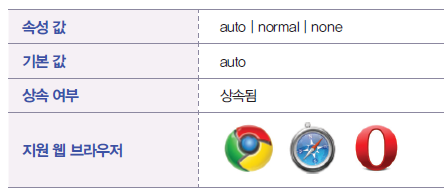 속성 값 auto | normal | none
기본 값 auto
상속 여부 상속됨
지원 웹 브라우저